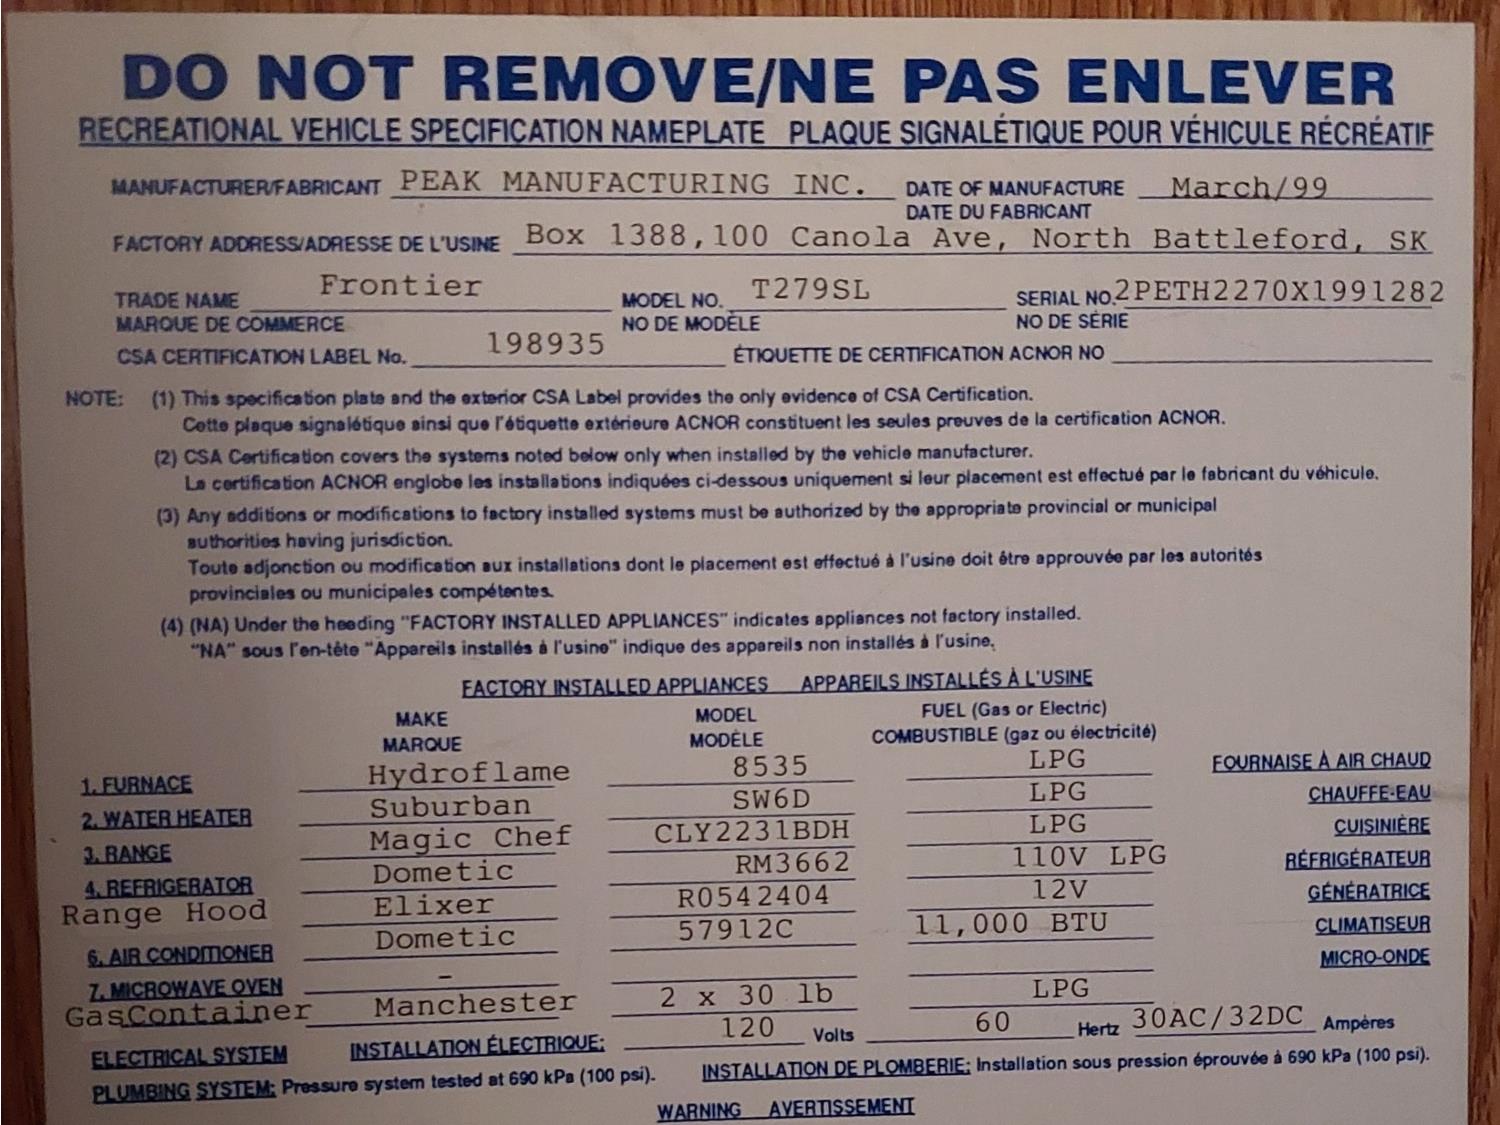 DO NOT REMOVE/NE PAS ENLEVER
RECREATIONAL VEHICLE SPECIFICATION NAMEPLATE PLAQUE SIGNALÉTIQUE POUR VÉHICULE RÉCRÉATIF
MANUFACTURER/FABRICANT PEAK MANUFACTURING INC. DATE OF MANUFACTURE March/99
DATE DU FABRICANT
FACTORY ADDRESS/ADRESSE DE L'USINE Box 1388,100 Canola Ave, North Battleford, SK
TRADE NAME Frontier MODEL NO. T279SL SERIAL NO. 2PETH2270X1991282
MARQUE DE COMMERCE NO DE MODÈLE NO DE SÉRIE
CSA CERTIFICATION LABEL No. 198935 ÉTIQUETTE DE CERTIFICATION ACNOR NO
NOTE: (1) This specification plate and the exterior CSA Label provides the only evidence of CSA Certification.
Cette plaque signalétique ainsi que l'étiquette extérieure ACNOR constituent les seules preuves de la certification ACNOR.
(2) CSA Certification covers the systems noted below only when installed by the vehicle manufacturer.
La certification ACNOR englobe les installations indiquées ci-dessous uniquement si leur placement est effectué par le fabricant du véhicule.
(3) Any additions or modifications to factory installed systems must be authorized by the appropriate provincial or municipal
authorities having jurisdiction.
Toute adjonction ou modification aux installations dont le placement est effectué à l'usine doit être approuvée par les autorités
provinciales ou municipales compétentes.
(4) (NA) Under the heading "FACTORY INSTALLED APPLIANCES" indicates appliances not factory installed.
"NA" sous l'en-tête "Appareils installés à l'usine" indique des appareils non installés à l'usine.
FACTORY INSTALLED APPLIANCES APPAREILS INSTALLÉS À L'USINE
MAKE MODEL FUEL (Gas or Electric)
MARQUE MODÈLE COMBUSTIBLE (gaz ou électricité)
1. FURNACE Hydroflame 8535 LPG FOURNAISE À AIR CHAUD
2. WATER HEATER Suburban SW6D LPG CHAUFFE-EAU
3. RANGE Magic Chef CLY2231BDH LPG CUISINIÈRE
4. REFRIGERATOR Dometic RM3662 110V LPG RÉFRIGÉRATEUR
Range Hood Elixer R0542404 12V GÉNÉRATRICE
6. AIR CONDITIONER Dometic 57912C 11,000 BTU CLIMATISEUR
7. MICROWAVE OVEN - MICRO-ONDE
GasContainer Manchester 2 x 30 lb LPG
ELECTRICAL SYSTEM INSTALLATION ÉLECTRIQUE: 120 Volts 60 Hertz 30AC/32DC Ampères
PLUMBING SYSTEM: Pressure system tested at 690 kPa (100 psi). INSTALLATION DE PLOMBERIE: Installation sous pression éprouvée à 690 kPa (100 psi).
WARNING AVERTISSEMENT